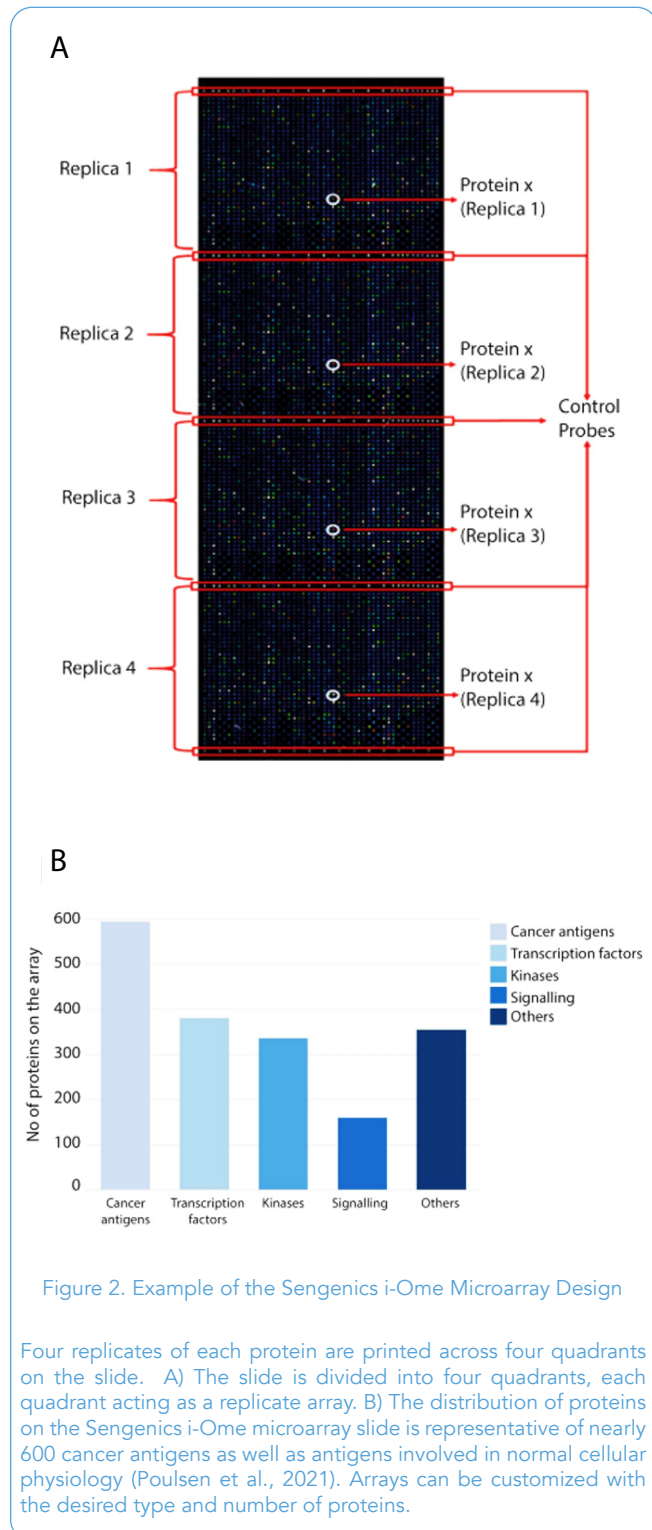 A
Replica 1
Protein x
(Replica 1)
Replica 2
Protein x
(Replica 2)
Control
Probes
Replica 3
Protein x
(Replica 3)
Replica 4
Protein x
(Replica 4)
B
No of proteins on the array
600
500
400
300
200
100
0
Cancer
antigens
Transcription
factors
Kinases
Signalling
Others
Cancer antigens
Transcription factors
Kinases
Signalling
Others
Figure 2. Example of the Sengenics i-Ome Microarray Design
Four replicates of each protein are printed across four quadrants
on the slide. A) The slide is divided into four quadrants, each
quadrant acting as a replicate array. B) The distribution of proteins
on the Sengenics i-Ome microarray slide is representative of nearly
600 cancer antigens as well as antigens involved in normal cellular
physiology (Poulsen et al., 2021). Arrays can be customized with
the desired type and number of proteins.